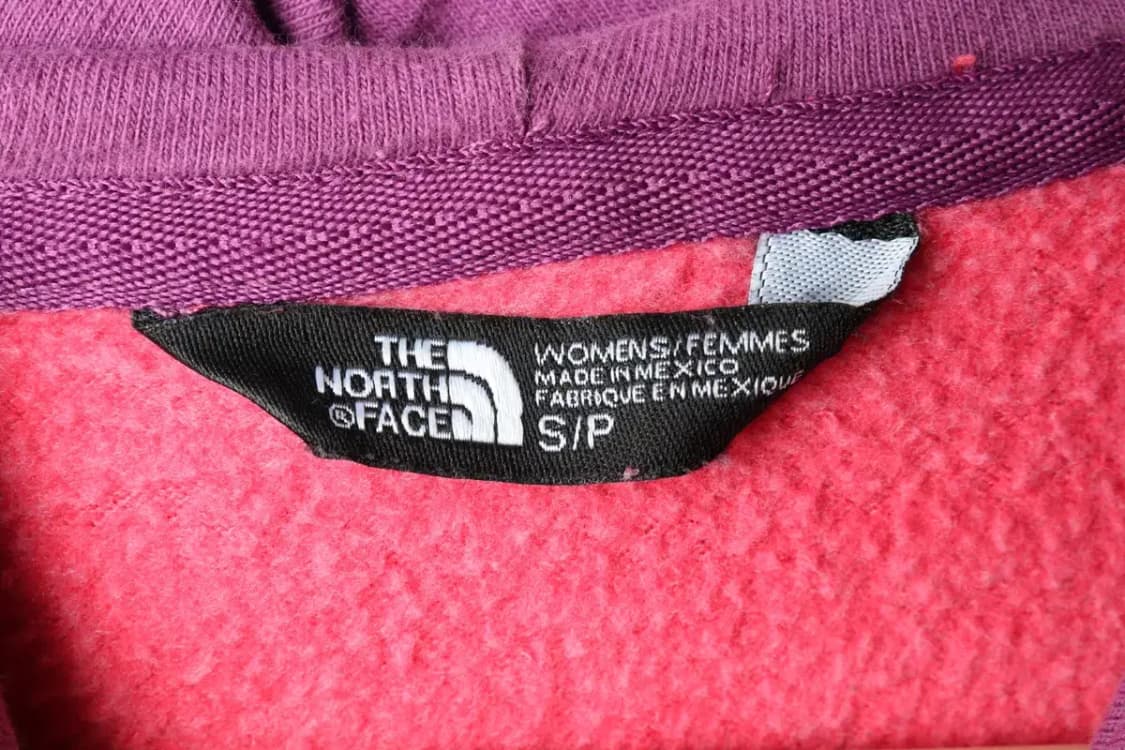 THE
NORTH
®FACE
WOMENS/FEMMES
MADE IN MEXICO
FABRIQUE EN MEXIQUE
S/P